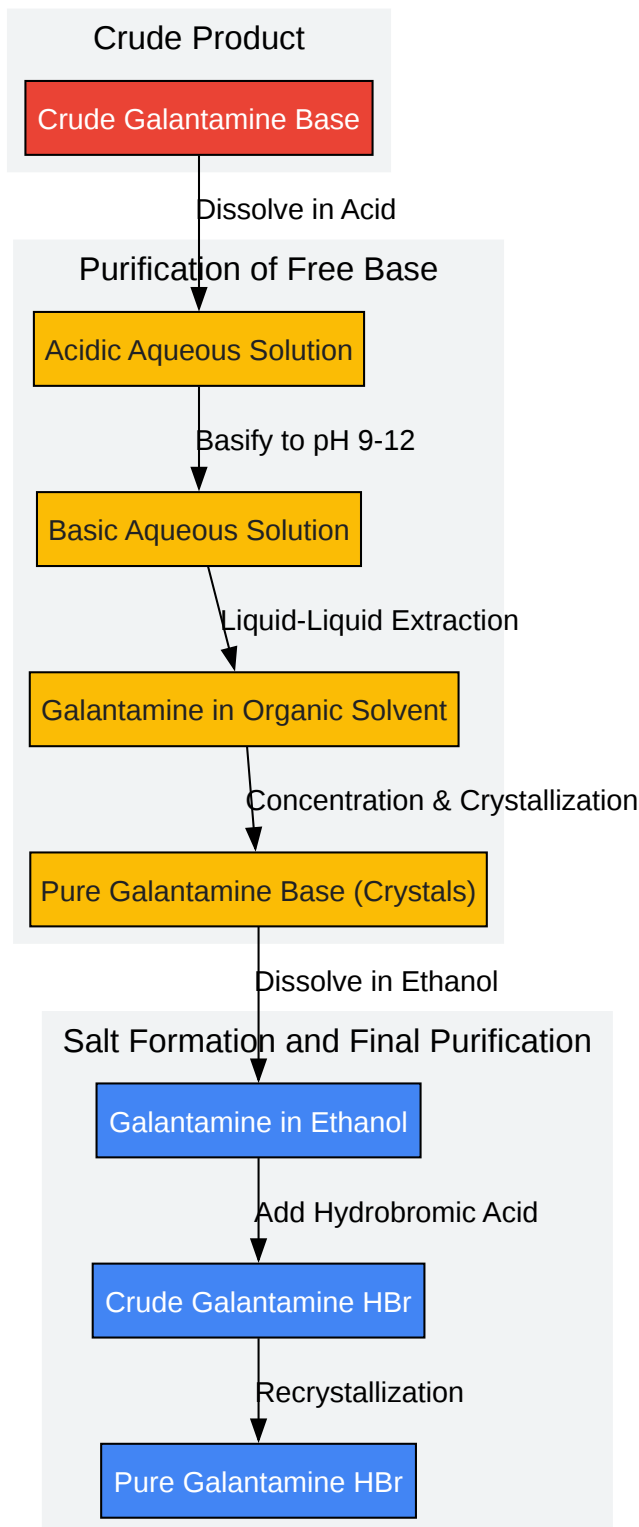 Crude Product
Crude Galantamine Base
Dissolve in Acid
Purification of Free Base
Acidic Aqueous Solution
Basify to pH 9-12
Basic Aqueous Solution
Liquid-Liquid Extraction
Galantamine in Organic Solvent
Concentration & Crystallization
Pure Galantamine Base (Crystals)
Dissolve in Ethanol
Salt Formation and Final Purification
Galantamine in Ethanol
Add Hydrobromic Acid
Crude Galantamine HBr
Recrystallization
Pure Galantamine HBr